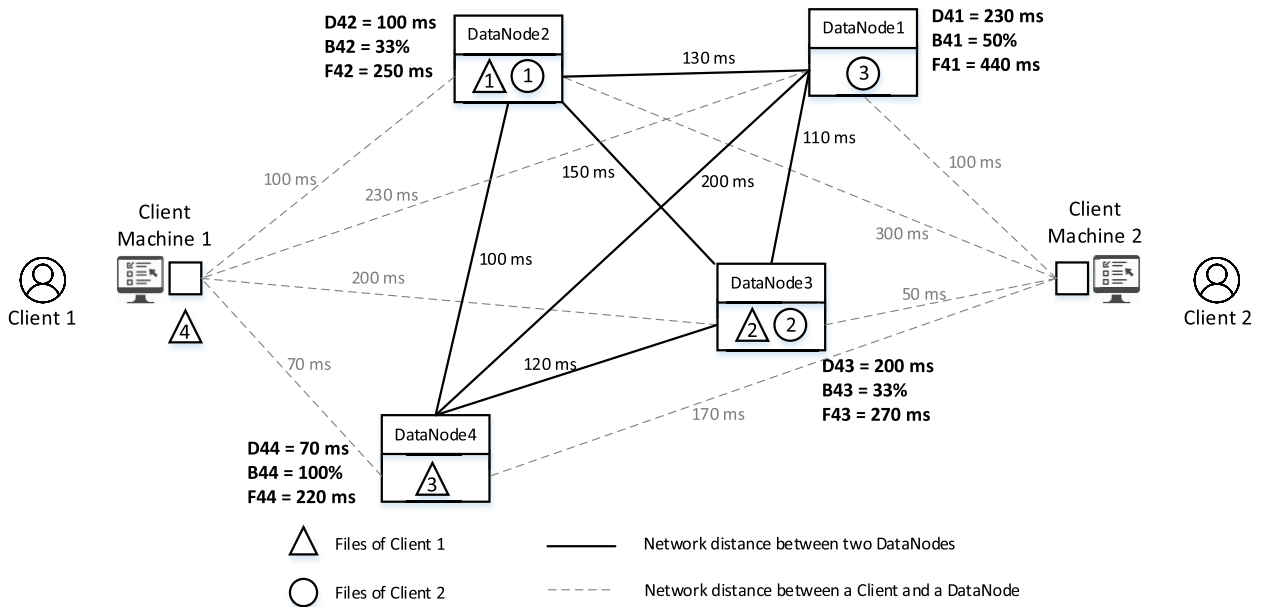 D42 = 100 ms
B42 = 33%
F42 = 250 ms
DataNode2
1
1
DataNode1
3
D41 = 230 ms
B41 = 50%
F41 = 440 ms
130 ms
110 ms
150 ms
200 ms
100 ms
100 ms
230 ms
300 ms
Client
Machine 1
Client
Machine 2
100 ms
200 ms
50 ms
Client 1
4
Client 2
DataNode3
2
2
120 ms
70 ms
170 ms
D43 = 200 ms
B43 = 33%
F43 = 270 ms
DataNode4
3
D44 = 70 ms
B44 = 100%
F44 = 220 ms
Files of Client 1
Network distance between two DataNodes
Files of Client 2
Network distance between a Client and a DataNode